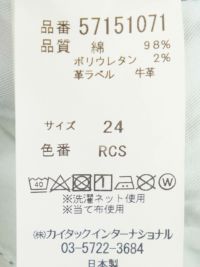 品番 57151071
品質 綿 98%
ポリウレタン 2%
革ラベル 牛革
サイズ 24
色番 RCS
40 W
※洗濯ネット使用
※当て布使用
㈱カイタックインターナショナル
03-5722-3684
日本製